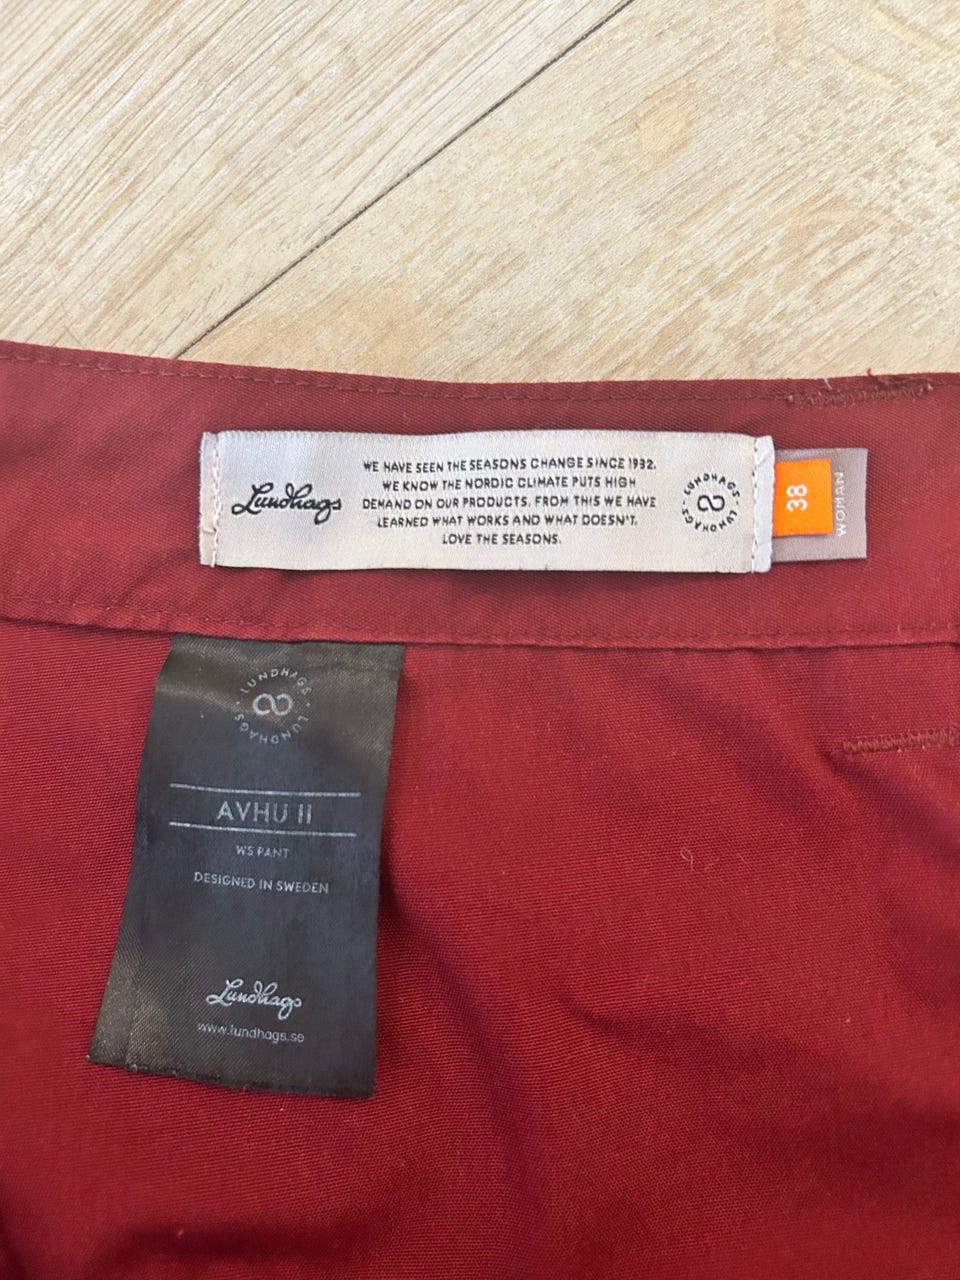 Lundhags
WE HAVE SEEN THE SEASONS CHANGE SINCE 1932.
WE KNOW THE NORDIC CLIMATE PUTS HIGH
DEMAND ON OUR PRODUCTS. FROM THIS WE HAVE
LEARNED WHAT WORKS AND WHAT DOESN'T.
LOVE THE SEASONS.
LUNDHAGS · LUNDHAGS ·
38
WOMAN
LUNDHAGS · LUNDHAGS ·
AVHU II
WS PANT
DESIGNED IN SWEDEN
Lundhags
www.lundhags.se